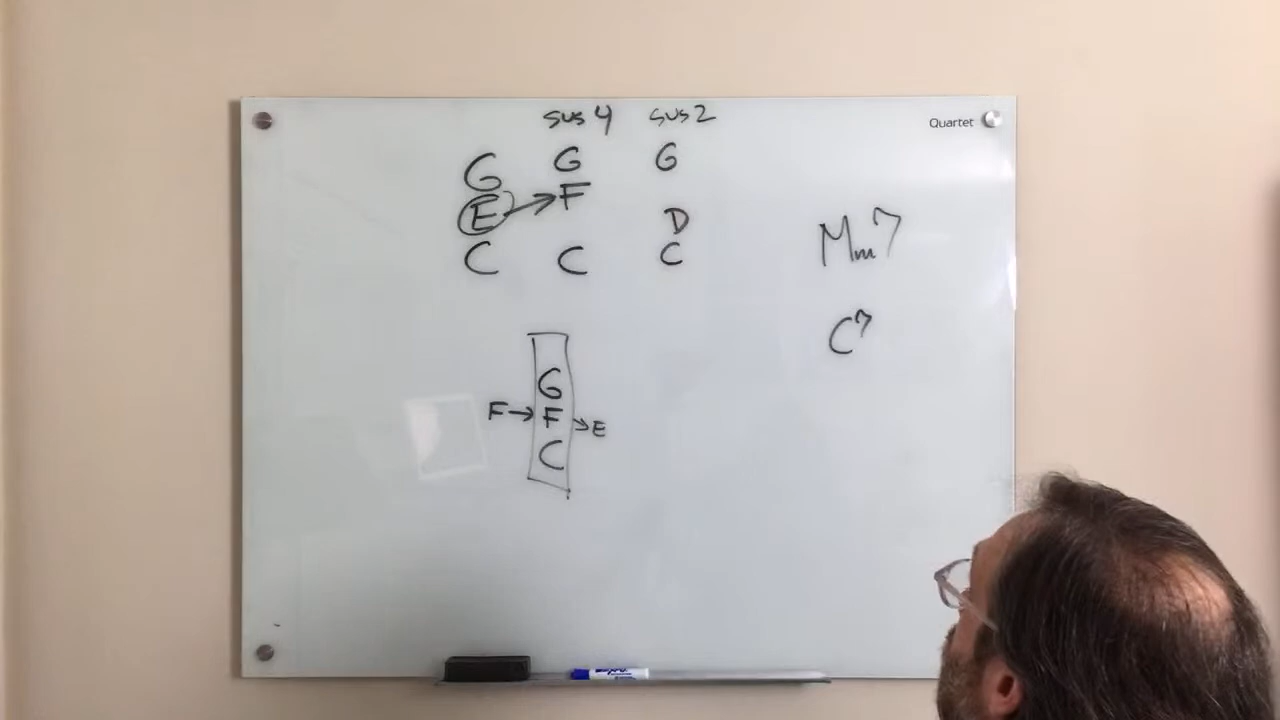 sus 4 sus 2
Quartet
G G G
E → F D
C C C
Mm7
C7
G
F → F → E
C